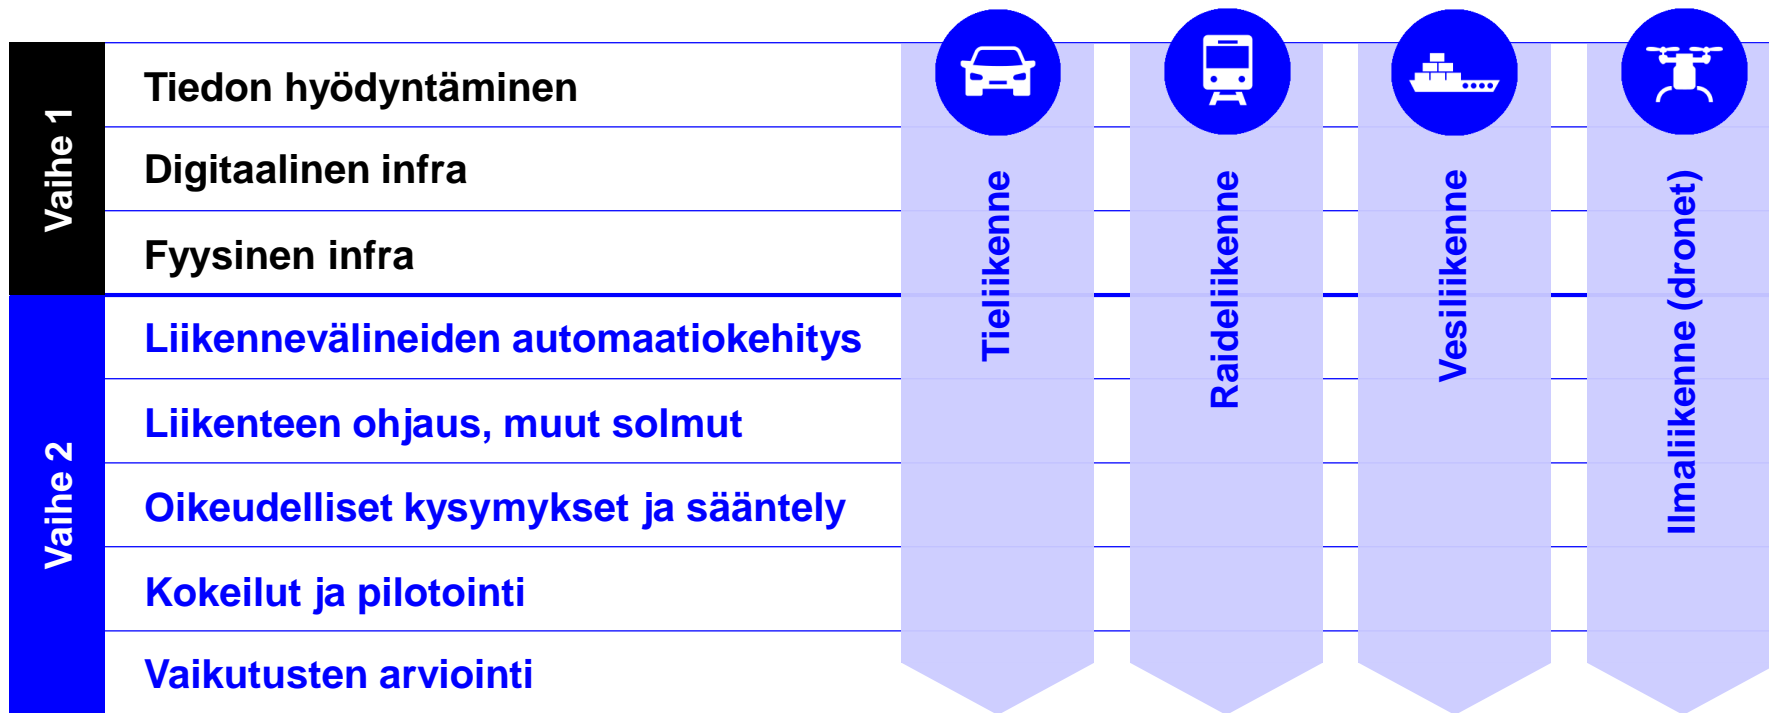 Vaihe 1
Tiedon hyödyntäminen
Digitaalinen infra
Fyysinen infra
Vaihe 2
Liikennevälineiden automaatiokehitys
Liikenteen ohjaus, muut solmut
Oikeudelliset kysymykset ja sääntely
Kokeilut ja pilotointi
Vaikutusten arviointi
Tieliikenne
Raideliikenne
Vesiliikenne
Ilmaliikenne (dronet)